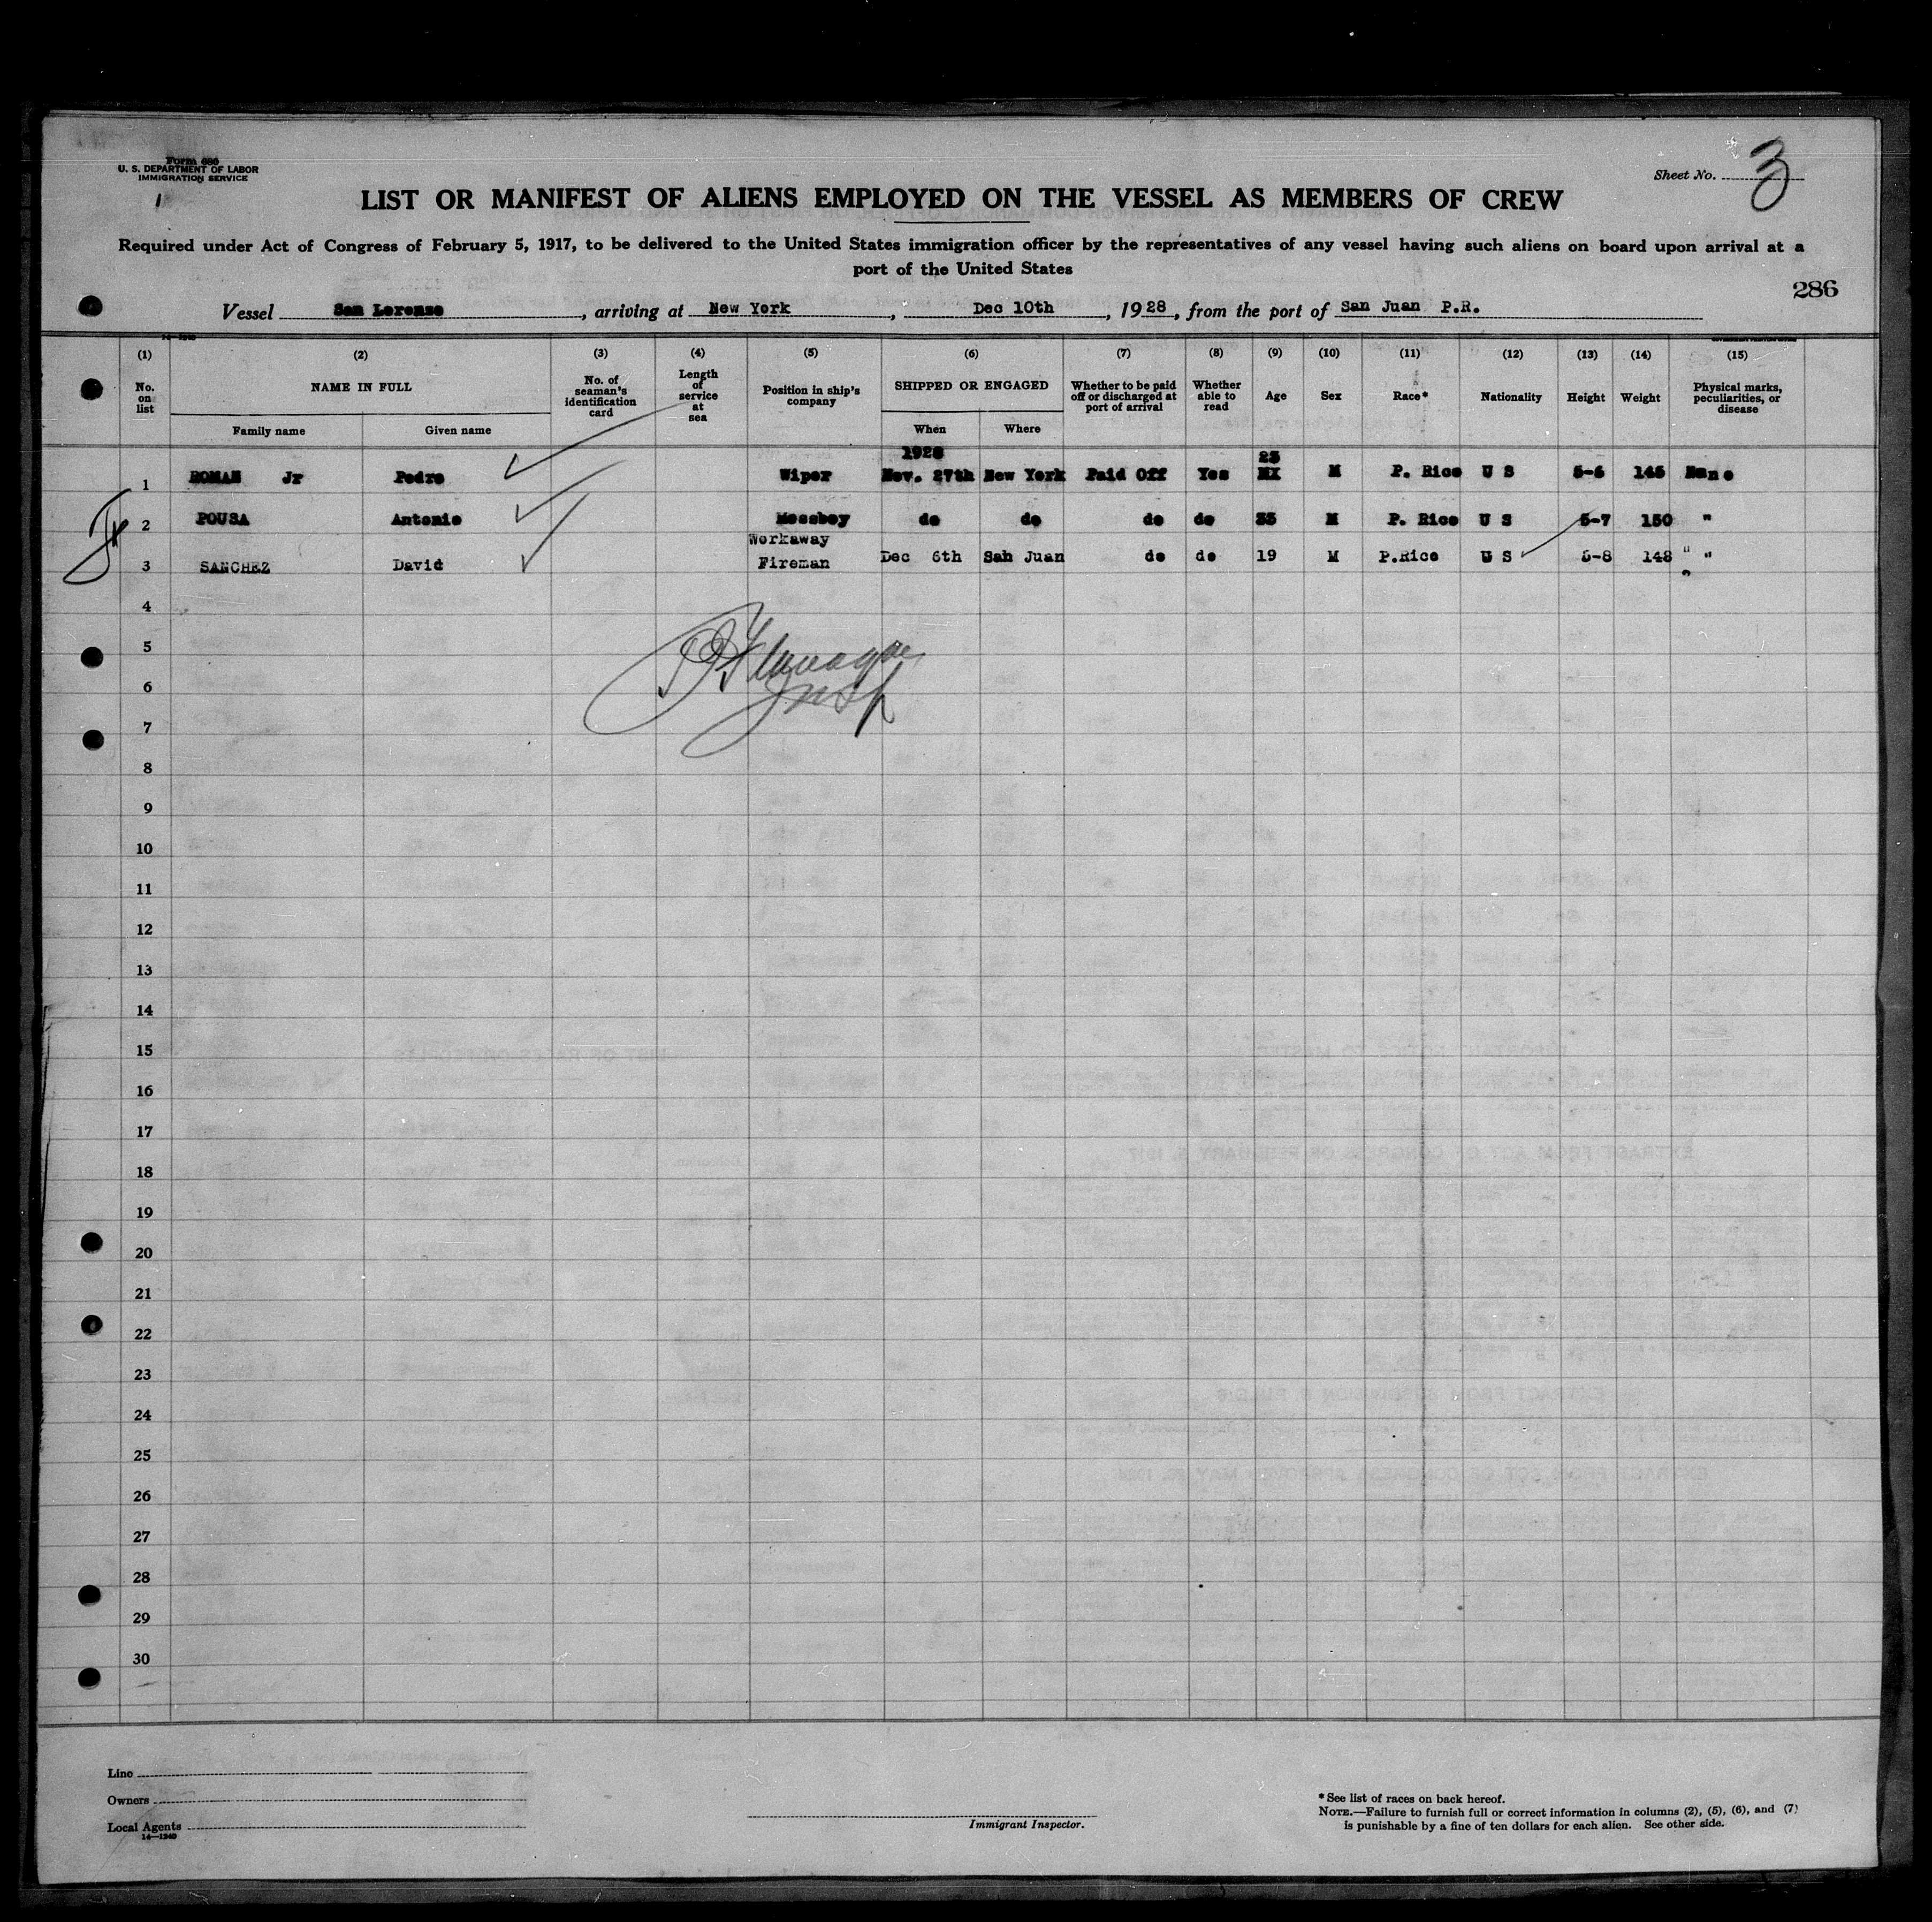 Form 680
U. S. DEPARTMENT OF LABOR
IMMIGRATION SERVICE
1
Sheet No. 3
LIST OR MANIFEST OF ALIENS EMPLOYED ON THE VESSEL AS MEMBERS OF CREW
Required under Act of Congress of February 5, 1917, to be delivered to the United States immigration officer by the representatives of any vessel having such aliens on board upon arrival at a
port of the United States
286
Vessel San Lorenzo, arriving at New York, Dec 10th, 1928, from the port of San Juan P.R.
(1) (2) (3) (4) (5) (6) (7) (8) (9) (10) (11) (12) (13) (14) (15)
No. on list NAME IN FULL No. of seaman's identification card Length of service at sea Position in ship's company SHIPPED OR ENGAGED Whether to be paid off or discharged at port of arrival Whether able to read Age Sex Race* Nationality Height Weight Physical marks, peculiarities, or disease
Family name Given name When Where
1928 25
1 ROMAN Jr Pedro Wiper Nov. 27th New York Paid Off Yes M P. Rico U S 5-6 145 None
2 POUSA Antonio Messboy do do do do 35 M P. Rico U S 5-7 150 "
Workaway
3 SANCHEZ David Fireman Dec 6th San Juan do do 19 M P.Rico U S 5-8 148 " "
4
5
6
7
8
9
10
11
12
13
14
15
16
17
18
19
20
21
22
23
24
25
26
27
28
29
30
Line
Owners
Local Agents
14—1240
Immigrant Inspector.
* See list of races on back hereof.
NOTE.—Failure to furnish full or correct information in columns (2), (5), (6), and (7)
is punishable by a fine of ten dollars for each alien. See other side.